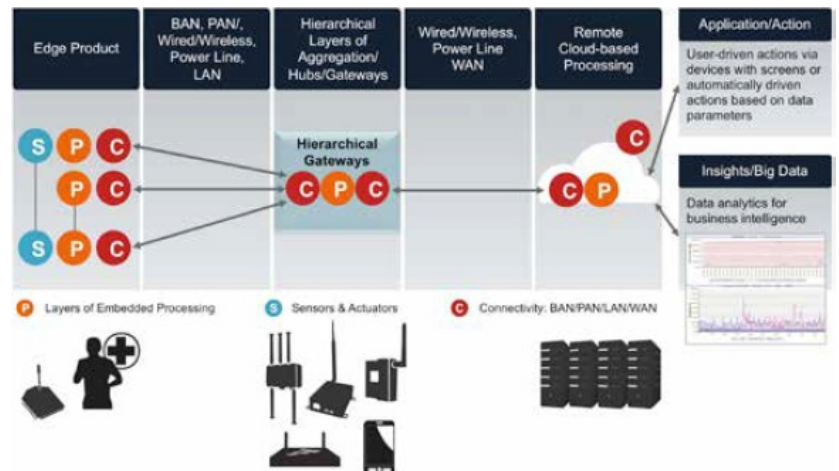 Edge Product
BAN, PAN/,
Wired/Wireless,
Power Line,
LAN
Hierarchical
Layers of
Aggregation/
Hubs/Gateways
Wired/Wireless,
Power Line
WAN
Remote
Cloud-based
Processing
Application/Action
User-driven actions via
devices with screens or
automatically driven
actions based on data
parameters
S P C
P C
S P C
Hierarchical
Gateways
C P C
C
C P
Insights/Big Data
Data analytics for
business intelligence
P Layers of Embedded Processing
S Sensors & Actuators
C Connectivity: BAN/PAN/LAN/WAN